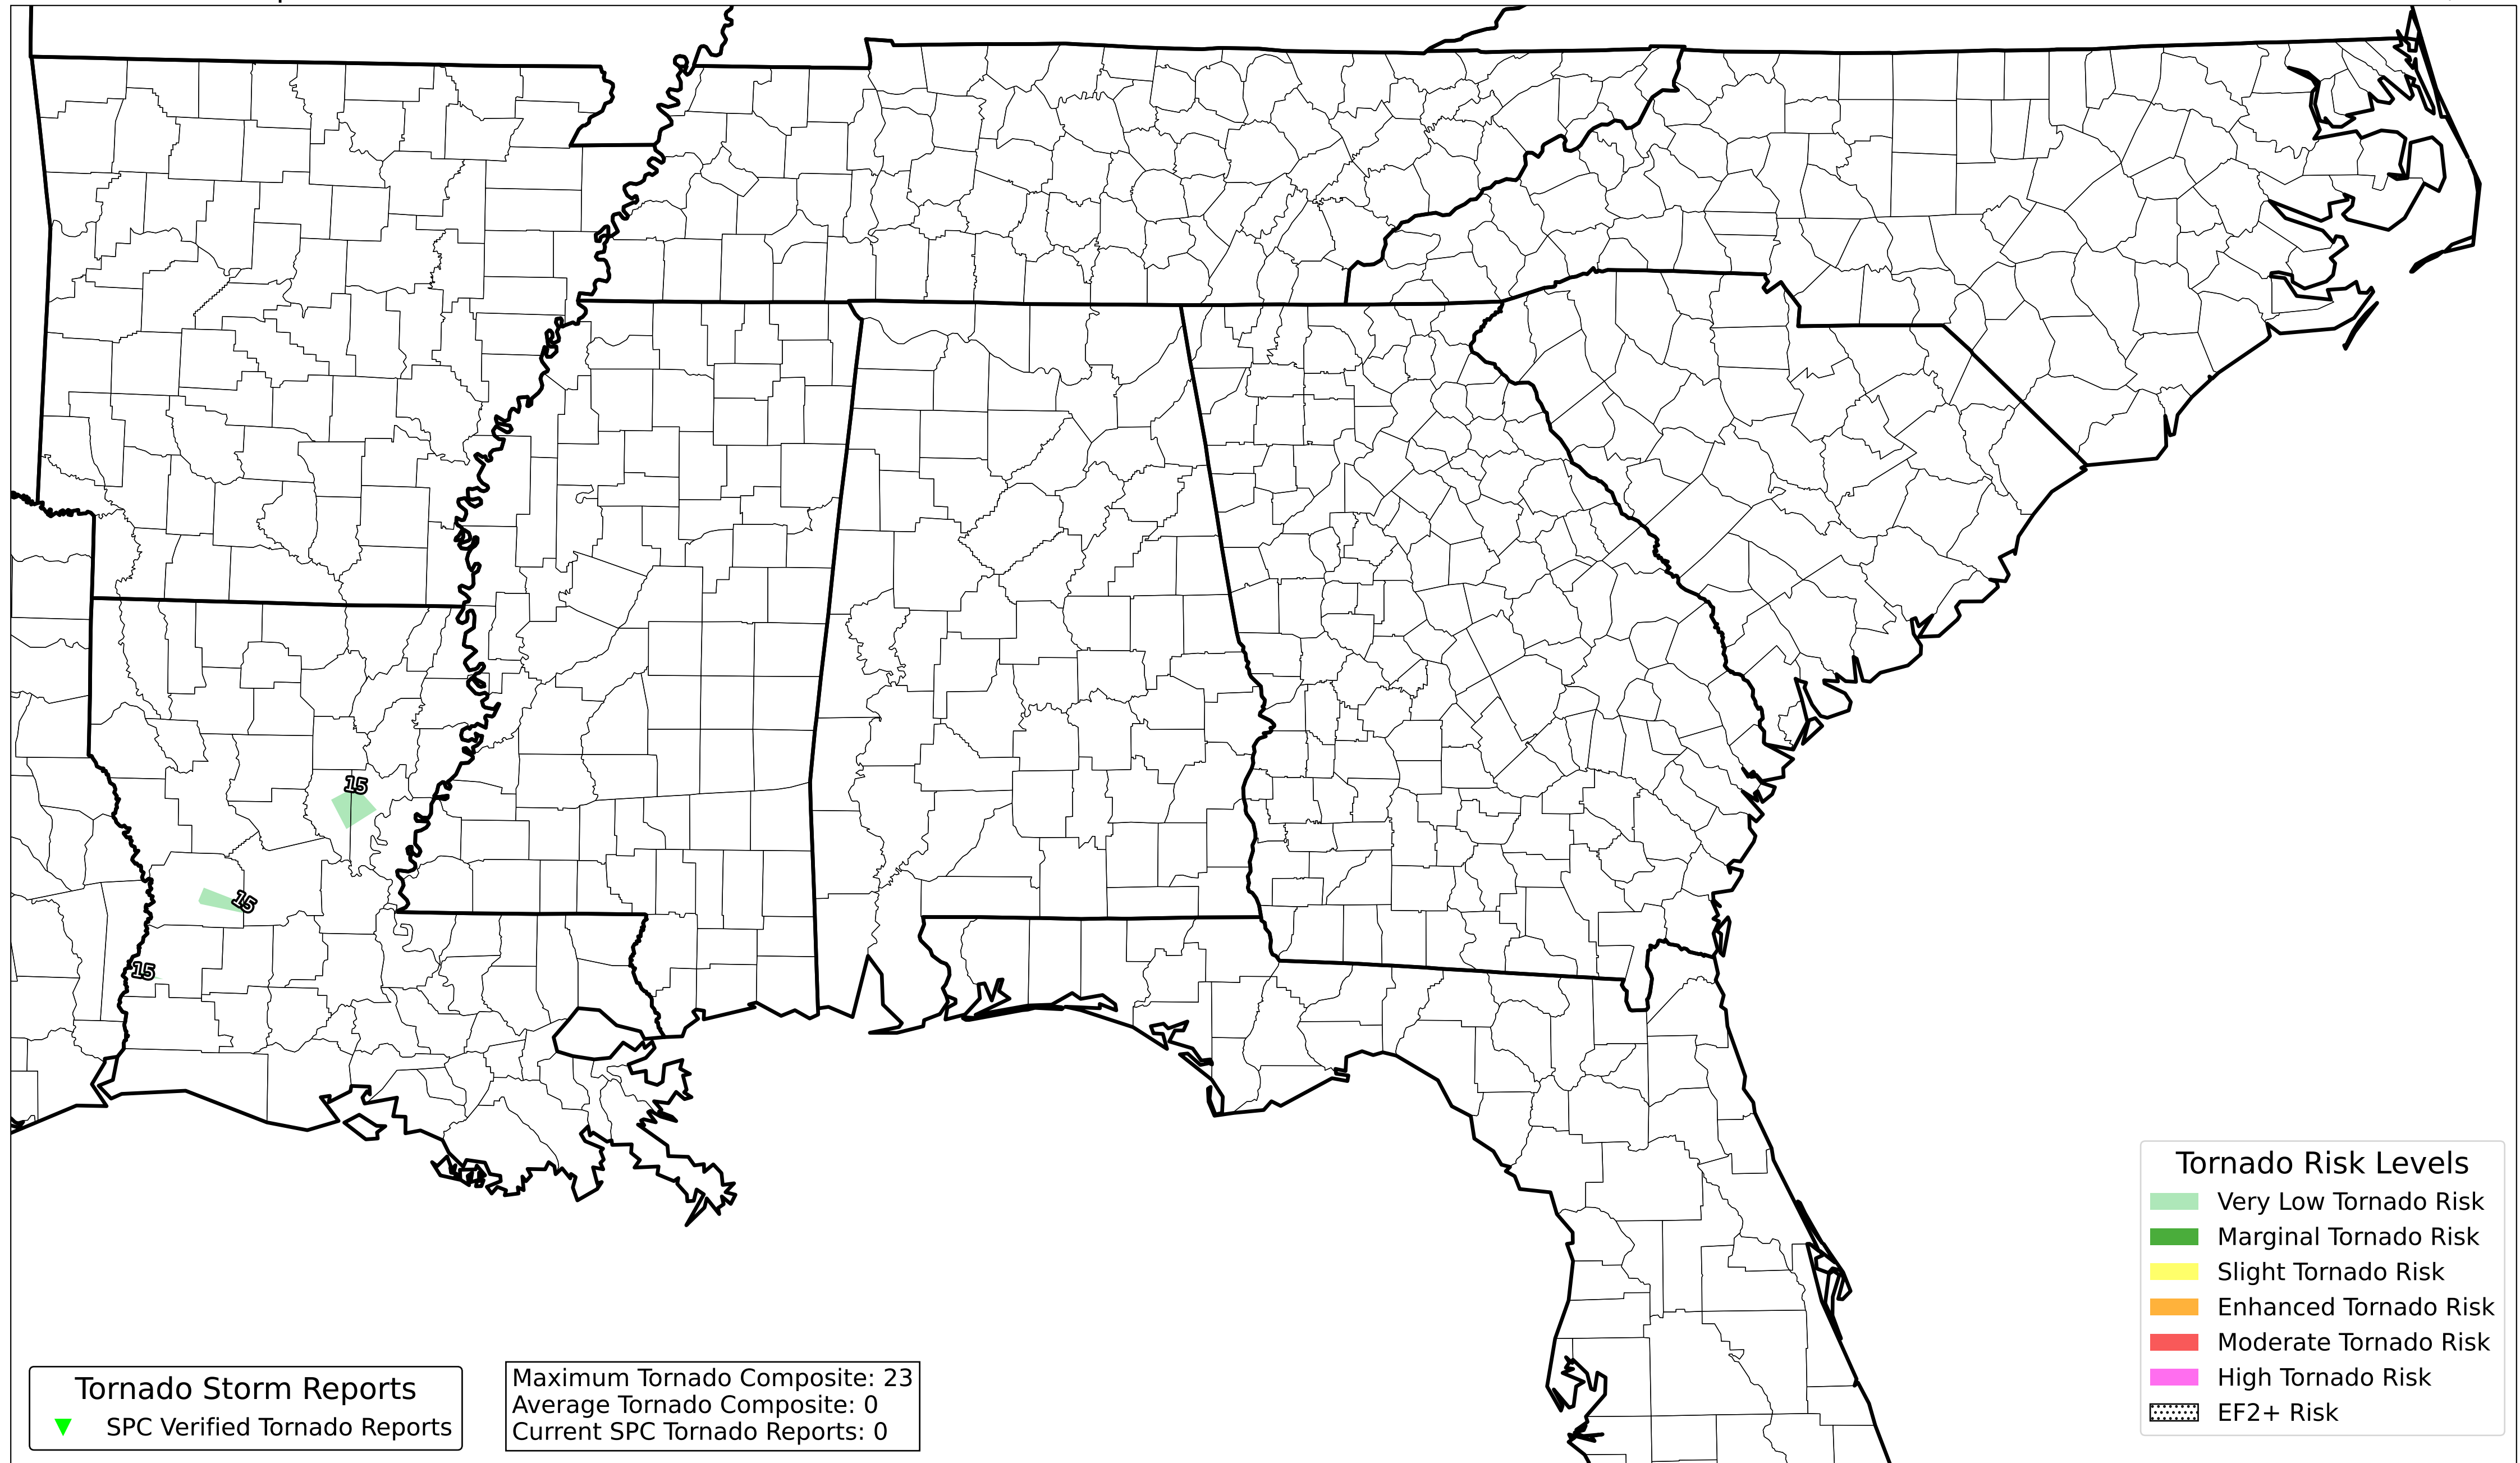 15
15
15
Tornado Risk Levels
Very Low Tornado Risk
Marginal Tornado Risk
Slight Tornado Risk
Enhanced Tornado Risk
Moderate Tornado Risk
High Tornado Risk
EF2+ Risk
Tornado Storm Reports
SPC Verified Tornado Reports
Maximum Tornado Composite: 23
Average Tornado Composite: 0
Current SPC Tornado Reports: 0